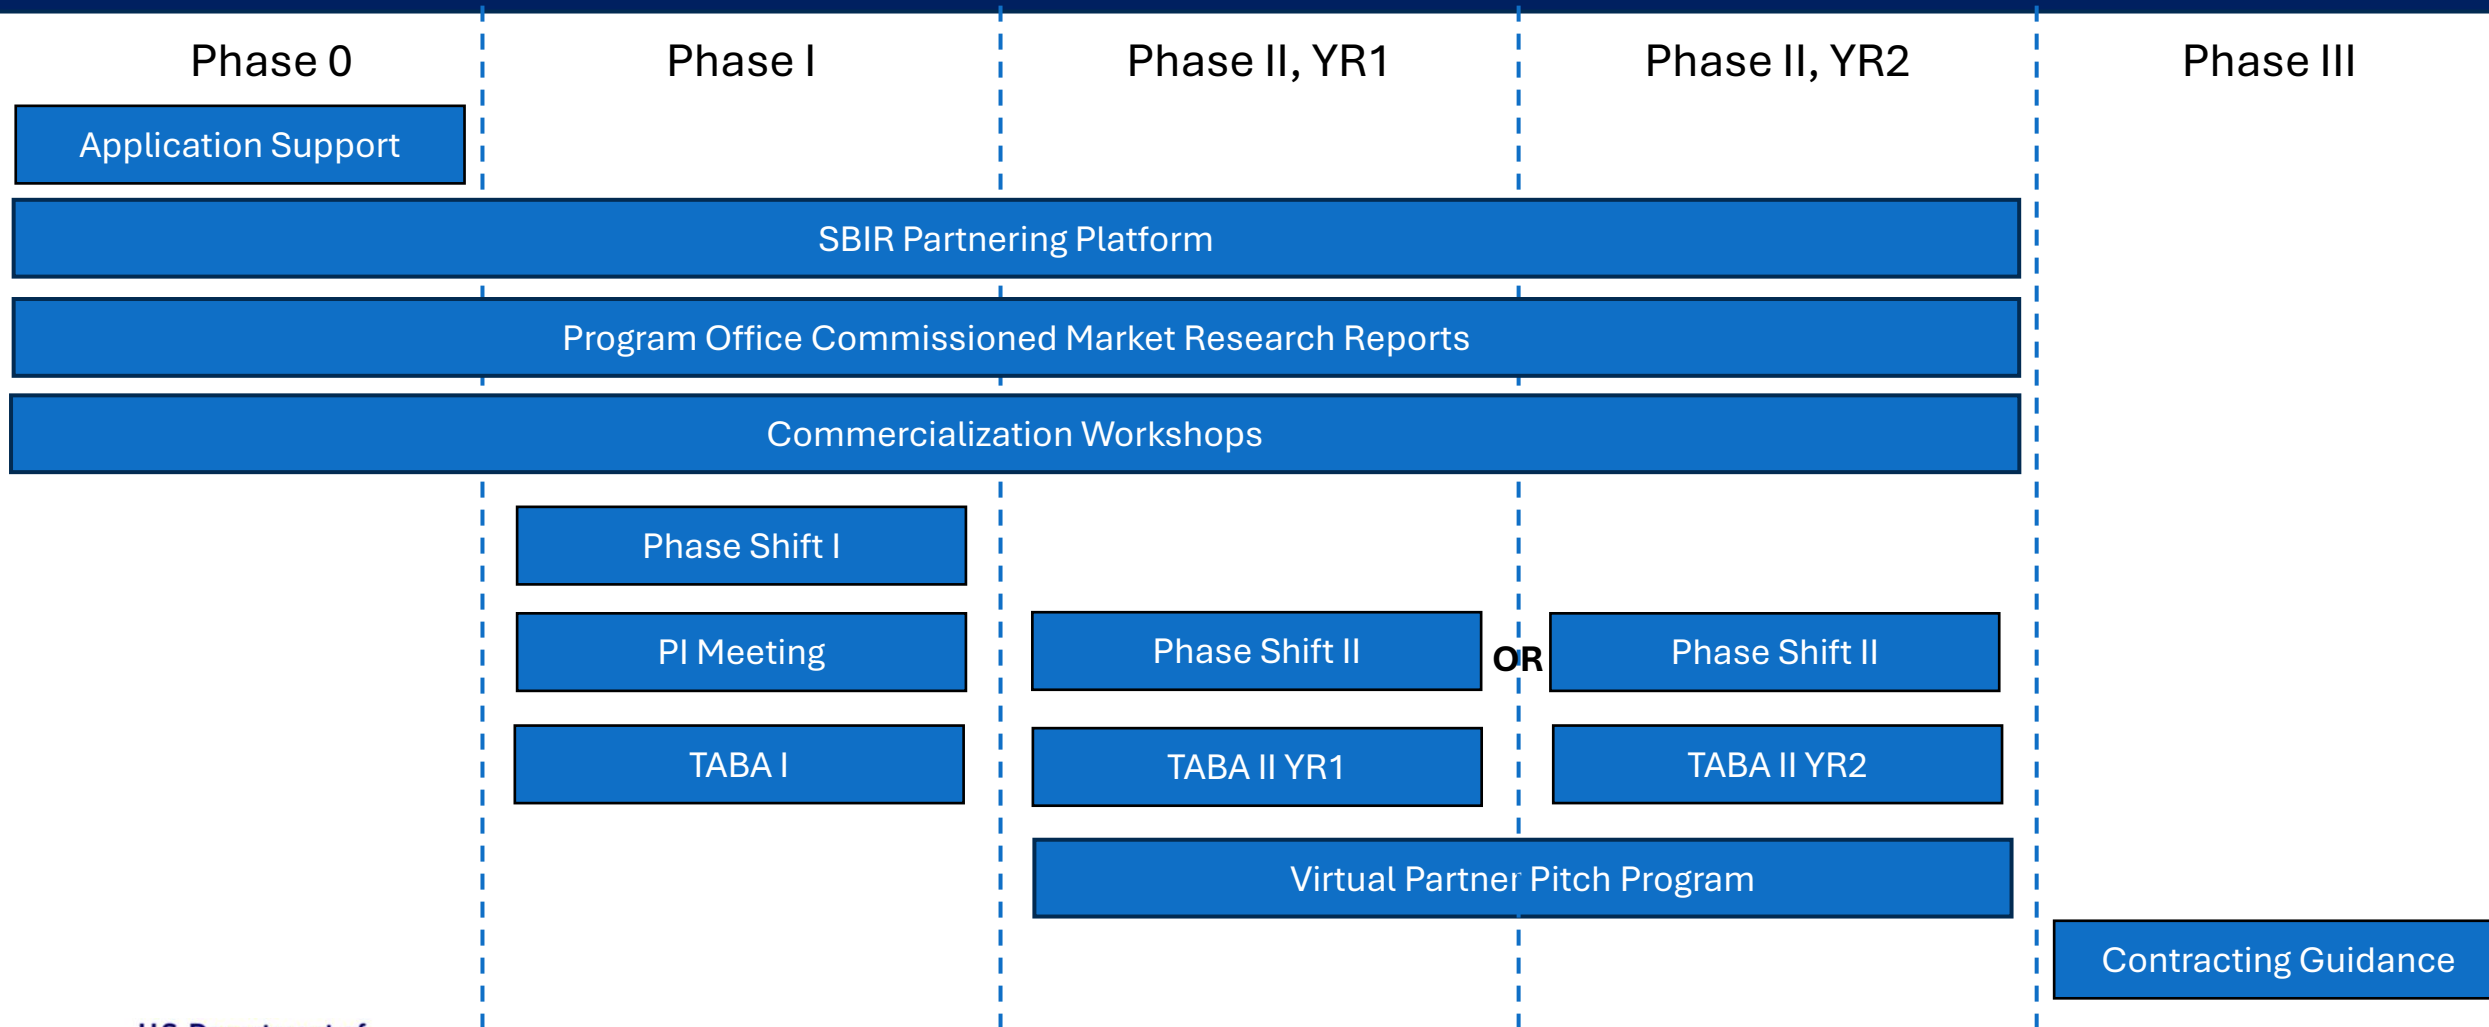 Phase 0
Phase I
Phase II, YR1
Phase II, YR2
Phase III
Application Support
SBIR Partnering Platform
Program Office Commissioned Market Research Reports
Commercialization Workshops
Phase Shift I
PI Meeting
Phase Shift II
OR
Phase Shift II
TABA I
TABA II YR1
TABA II YR2
Virtual Partner Pitch Program
Contracting Guidance